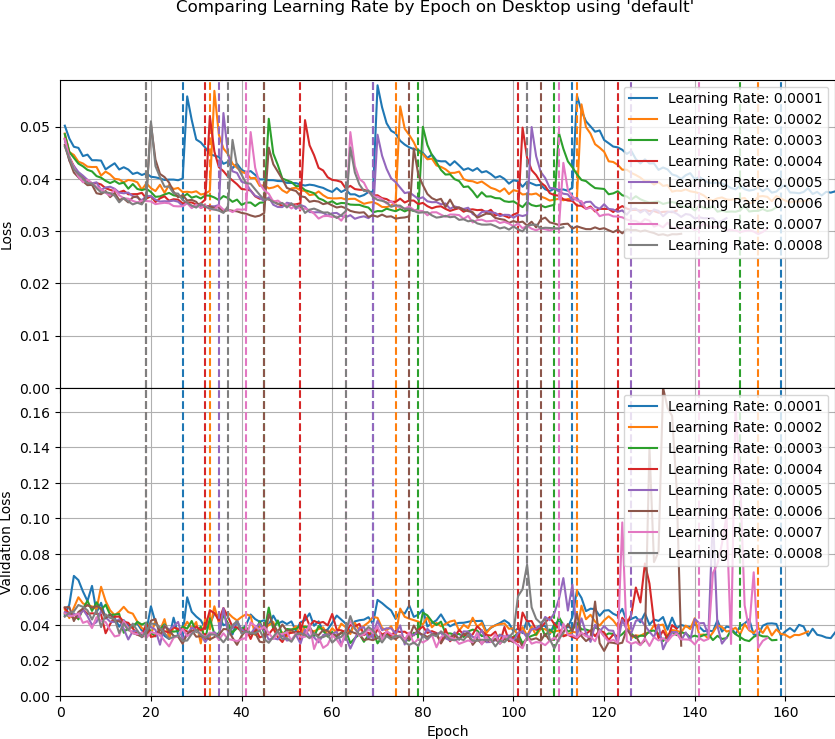 Comparing Learning Rate by Epoch on Desktop using 'default'
Loss
0.05
0.04
0.03
0.02
0.01
0.00
Learning Rate: 0.0001
Learning Rate: 0.0002
Learning Rate: 0.0003
Learning Rate: 0.0004
Learning Rate: 0.0005
Learning Rate: 0.0006
Learning Rate: 0.0007
Learning Rate: 0.0008
Validation Loss
0.16
0.14
0.12
0.10
0.08
0.06
0.04
0.02
0.00
Learning Rate: 0.0001
Learning Rate: 0.0002
Learning Rate: 0.0003
Learning Rate: 0.0004
Learning Rate: 0.0005
Learning Rate: 0.0006
Learning Rate: 0.0007
Learning Rate: 0.0008
0 20 40 60 80 100 120 140 160
Epoch